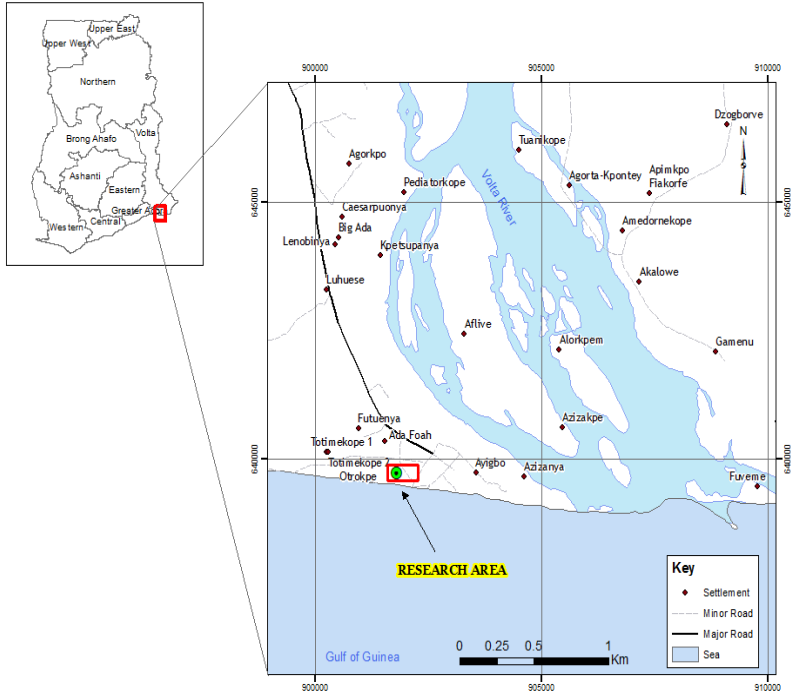 Upper East
Upper West
Northern
Brong Ahafo
Volta
Ashanti
Eastern
Greater Accra
Central
Western
900000
905000
910000
Dzogborve
N
Tuanikope
Agorkpo
Volta River
Agorta-Kpontey
Apimkpo
Fiakorfe
Pediatorkope
645000
645000
Caesarpuonya
Amedornekope
Big Ada
Lenobinya
Kpetsupanya
Akalowe
Luhuese
Aflive
Alorkpem
Gamenu
Futuenya
Azizakpe
Ada Foah
Totimekope 1
640000
640000
Totimekope 2
Otrokpe
Ayigbo
Azizanya
Fuveme
RESEARCH AREA
Key
Settlement
Minor Road
Major Road
Sea
0 0.25 0.5 1
Km
Gulf of Guinea
900000
905000
910000